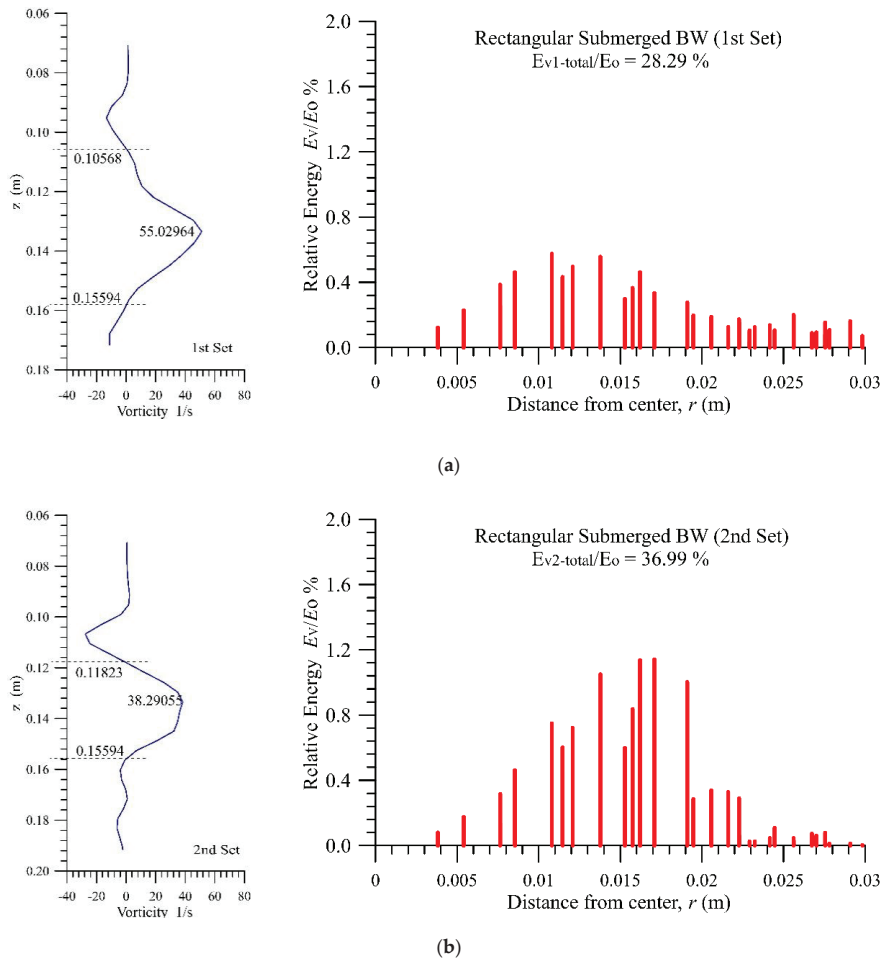 0.06
0.08
0.10
0.12
0.14
0.16
0.18
z (m)
0.10568
55.02964
0.15594
1st Set
-40 -20 0 20 40 60 80
Vorticity 1/s
2.0
1.6
1.2
0.8
0.4
0.0
Relative Energy Ev/Eo %
Rectangular Submerged BW (1st Set)
Ev1-total/Eo = 28.29 %
0 0.005 0.01 0.015 0.02 0.025 0.03
Distance from center, r (m)
(a)
0.06
0.08
0.10
0.12
0.14
0.16
0.18
0.20
z (m)
0.11823
38.29055
0.15594
2nd Set
-40 -20 0 20 40 60 80
Vorticity 1/s
2.0
1.6
1.2
0.8
0.4
0.0
Relative Energy Ev/Eo %
Rectangular Submerged BW (2nd Set)
Ev2-total/Eo = 36.99 %
0 0.005 0.01 0.015 0.02 0.025 0.03
Distance from center, r (m)
(b)